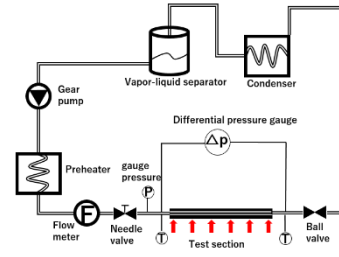 Vapor-liquid separator
Condenser
Gear
pump
Differential pressure gauge
Δp
Preheater
gauge
pressure
P
F
Flow
meter
Needle
valve
T
Test section
T
Ball
valve